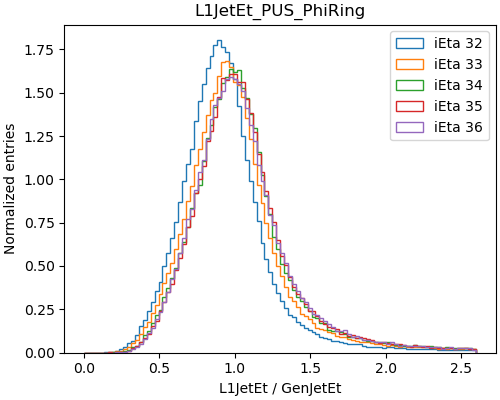 L1JetEt_PUS_PhiRing
iEta 32
iEta 33
iEta 34
iEta 35
iEta 36
Normalized entries
1.75
1.50
1.25
1.00
0.75
0.50
0.25
0.00
0.0 0.5 1.0 1.5 2.0 2.5
L1JetEt / GenJetEt